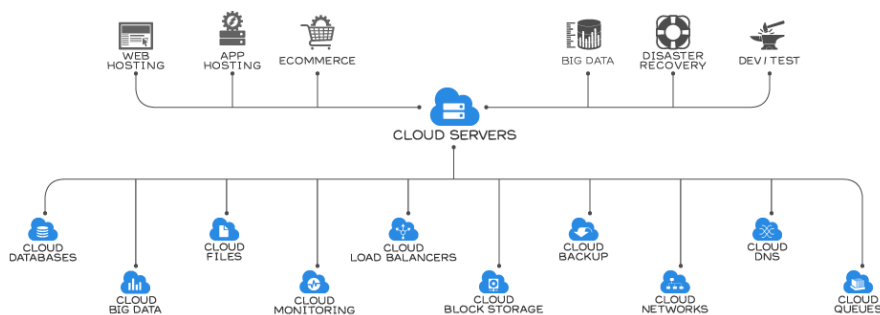 WEB
HOSTING
APP
HOSTING
ECOMMERCE
BIG DATA
DISASTER
RECOVERY
DEV / TEST
CLOUD SERVERS
CLOUD
DATABASES
CLOUD
FILES
CLOUD
LOAD BALANCERS
CLOUD
BACKUP
CLOUD
DNS
CLOUD
BIG DATA
CLOUD
MONITORING
CLOUD
BLOCK STORAGE
CLOUD
NETWORKS
CLOUD
QUEUES